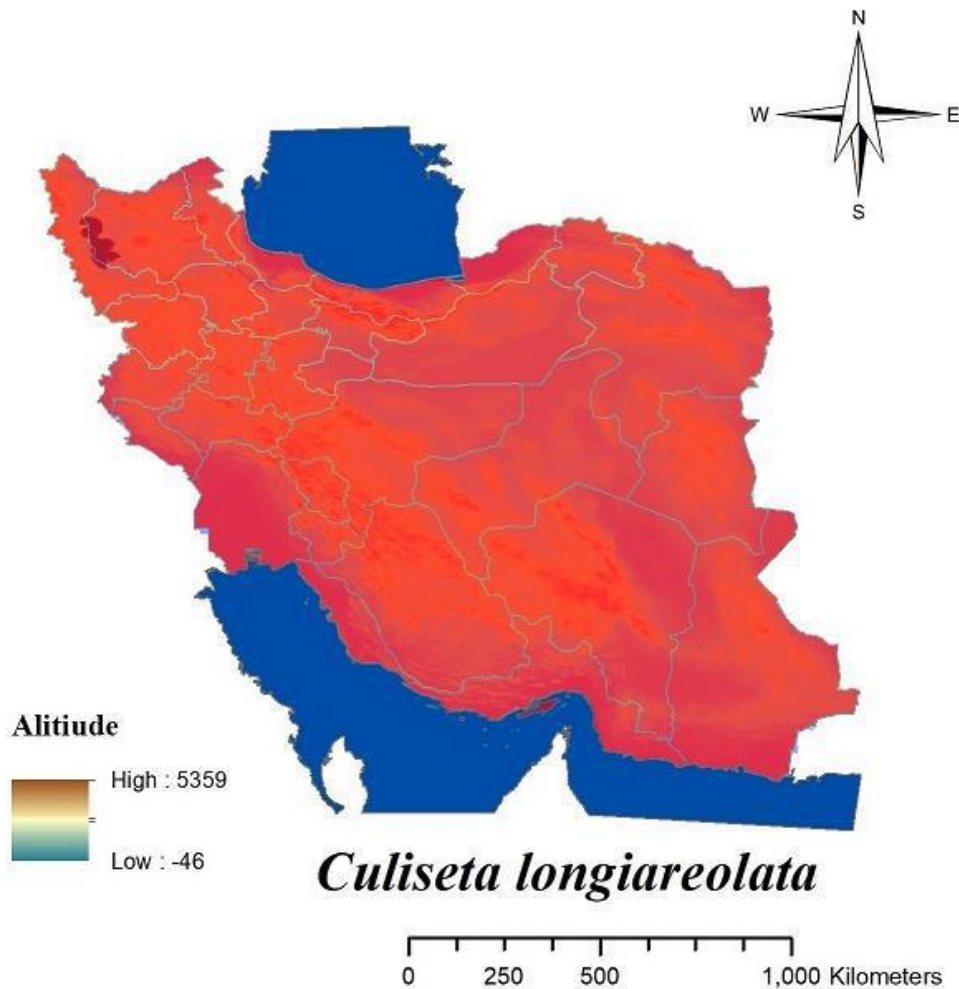 N
W E
S
Alitiude
High : 5359
Low : -46
Culiseta longiareolata
0 250 500 1,000 Kilometers